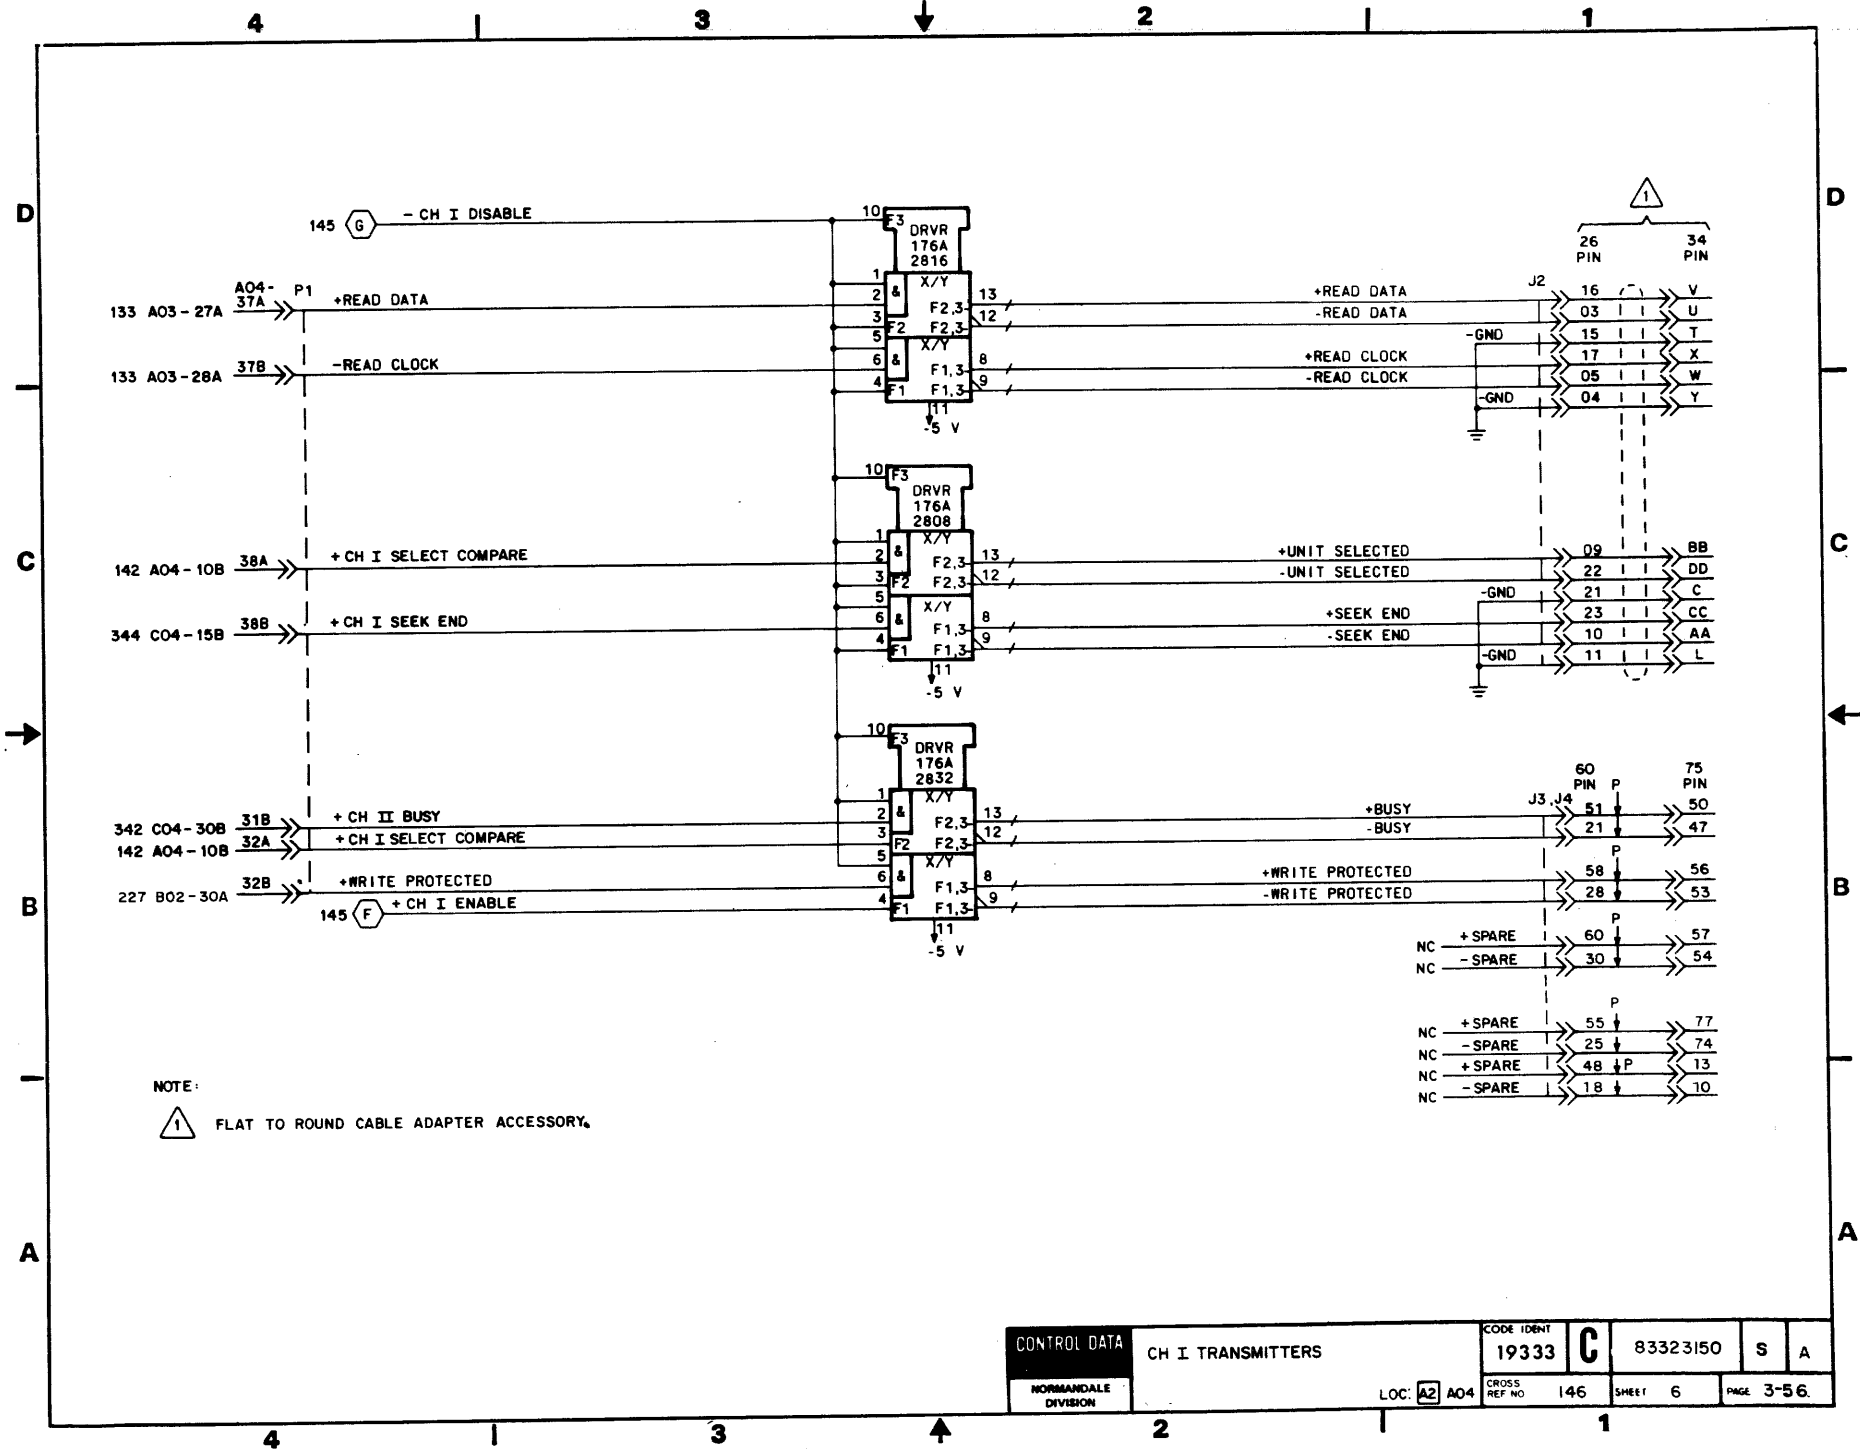 4 3 2 1
D D
1
26 PIN 34 PIN
145 G - CH I DISABLE
10 F3
DRVR
176A
2816
X/Y
1 &
2 F2,3 13
3 F2 F2,3 12
X/Y
5 &
6 F1,3 8
4 F1 F1,3 9
11
-5 V
A04-
133 A03-27A 37A P1 +READ DATA
133 A03-28A 37B -READ CLOCK
J2
+READ DATA 16 V
-READ DATA 03 U
-GND 15 T
+READ CLOCK 17 X
-READ CLOCK 05 W
-GND 04 Y
C C
10 F3
DRVR
176A
2808
X/Y
1 &
2 F2,3 13
3 F2 F2,3 12
X/Y
5 &
6 F1,3 8
4 F1 F1,3 9
11
-5 V
142 A04-10B 38A + CH I SELECT COMPARE
344 C04-15B 38B + CH I SEEK END
+UNIT SELECTED 09 BB
-UNIT SELECTED 22 DD
-GND 21 C
+SEEK END 23 CC
-SEEK END 10 AA
-GND 11 L
10 F3
DRVR
176A
2832
X/Y
1 &
2 F2,3 13
3 F2 F2,3 12
X/Y
5 &
6 F1,3 8
4 F1 F1,3 9
11
-5 V
342 C04-30B 31B + CH II BUSY
142 A04-10B 32A + CH I SELECT COMPARE
227 B02-30A 32B +WRITE PROTECTED
145 F + CH I ENABLE
60 PIN P 75 PIN
J3,J4
+BUSY 51 50
-BUSY 21 47
P
+WRITE PROTECTED 58 56
-WRITE PROTECTED 28 53
P
NC + SPARE 60 57
NC - SPARE 30 54
P
NC + SPARE 55 77
NC - SPARE 25 74
NC + SPARE 48 P 13
NC - SPARE 18 10
B B
NOTE:
1 FLAT TO ROUND CABLE ADAPTER ACCESSORY.
A A
CONTROL DATA
NORMANDALE
DIVISION
CH I TRANSMITTERS
LOC: A2 A04
CODE IDENT
19333
C
83323150
S
A
CROSS
REF NO 146
SHEET 6
PAGE 3-56.
4 3 2 1